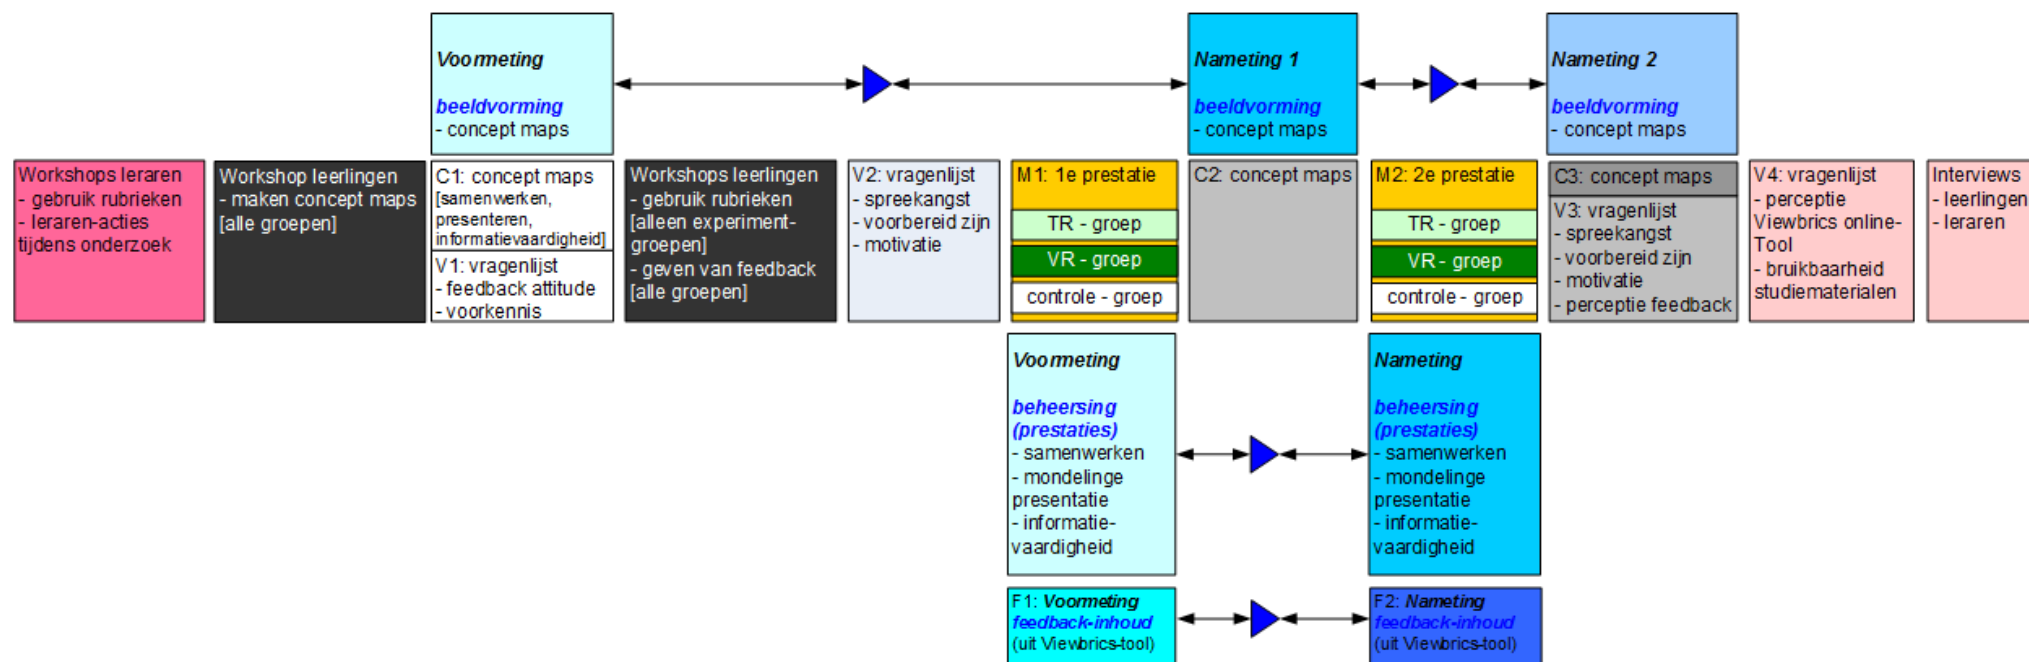 Voormeting
beeldvorming
- concept maps
Nameting 1
beeldvorming
- concept maps
Nameting 2
beeldvorming
- concept maps
Workshops leraren
- gebruik rubrieken
- leraren-acties
tijdens onderzoek
Workshop leerlingen
- maken concept maps
[alle groepen]
C1: concept maps
[samenwerken,
presenteren,
informatievaardigheid]
V1: vragenlijst
- feedback attitude
- voorkennis
Workshops leerlingen
- gebruik rubrieken
[alleen experiment-
groepen]
- geven van feedback
[alle groepen]
V2: vragenlijst
- spreekangst
- voorbereid zijn
- motivatie
M1: 1e prestatie
TR - groep
VR - groep
controle - groep
C2: concept maps
M2: 2e prestatie
TR - groep
VR - groep
controle - groep
C3: concept maps
V3: vragenlijst
- spreekangst
- voorbereid zijn
- motivatie
- perceptie feedback
V4: vragenlijst
- perceptie
Viewbrics online-
Tool
- bruikbaarheid
studiematerialen
Interviews
- leerlingen
- leraren
Voormeting
beheersing
(prestaties)
- samenwerken
- mondelinge
presentatie
- informatie-
vaardigheid
Nameting
beheersing
(prestaties)
- samenwerken
- mondelinge
presentatie
- informatie-
vaardigheid
F1: Voormeting
feedback-inhoud
(uit Viewbrics-tool)
F2: Nameting
feedback-inhoud
(uit Viewbrics-tool)